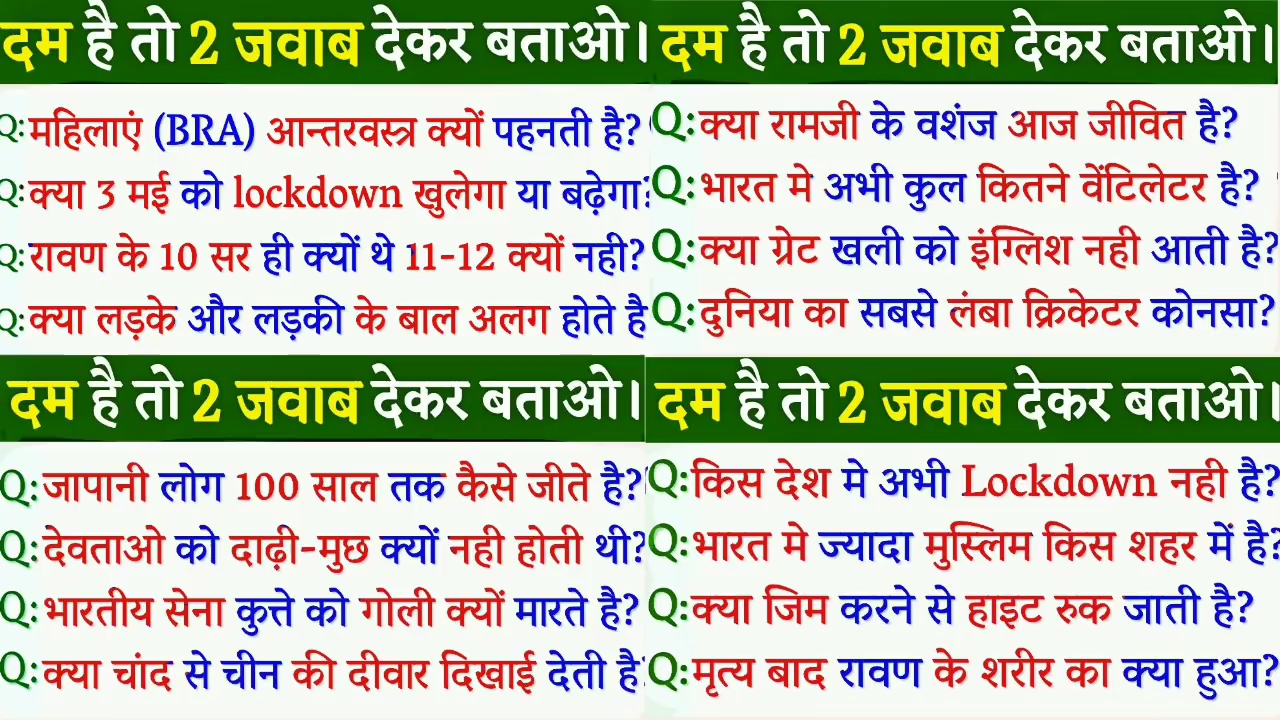 दम है तो 2 जवाब देकर बताओ।
Q: महिलाएं (BRA) आन्तरवस्त्र क्यों पहनती है?
Q: क्या 3 मई को lockdown खुलेगा या बढ़ेगा?
Q: रावण के 10 सर ही क्यों थे 11-12 क्यों नही?
Q: क्या लड़के और लड़की के बाल अलग होते है
दम है तो 2 जवाब देकर बताओ।
Q: क्या रामजी के वशंज आज जीवित है?
Q: भारत मे अभी कुल कितने वेंटिलेटर है?
Q: क्या ग्रेट खली को इंग्लिश नही आती है?
Q: दुनिया का सबसे लंबा क्रिकेटर कोनसा?
दम है तो 2 जवाब देकर बताओ।
Q: जापानी लोग 100 साल तक कैसे जीते है?
Q: देवताओ को दाढ़ी-मुछ क्यों नही होती थी?
Q: भारतीय सेना कुत्ते को गोली क्यों मारते है?
Q: क्या चांद से चीन की दीवार दिखाई देती है
दम है तो 2 जवाब देकर बताओ।
Q: किस देश मे अभी Lockdown नही है?
Q: भारत मे ज्यादा मुस्लिम किस शहर में है?
Q: क्या जिम करने से हाइट रुक जाती है?
Q: मृत्य बाद रावण के शरीर का क्या हुआ?